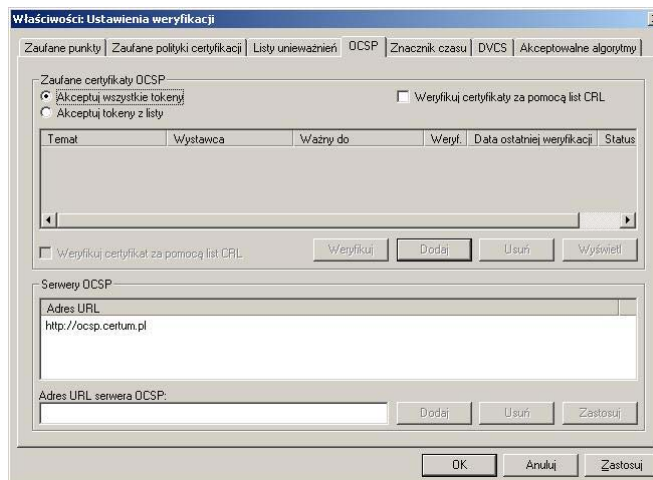 Właściwości: Ustawienia weryfikacji
Zaufane punkty Zaufane polityki certyfikacji Listy unieważnień OCSP Znacznik czasu DVCS Akceptowalne algorytmy
Zaufane certyfikaty OCSP
Akceptuj wszystkie tokeny Weryfikuj certyfikaty za pomocą list CRL
Akceptuj tokeny z listy
Temat Wystawca Ważny do Weryf. Data ostatniej weryfikacji Status
Weryfikuj certyfikat za pomocą list CRL Weryfikuj Dodaj Usuń Wyświetl
Serwery OCSP
Adres URL
http://ocsp.certum.pl
Adres URL serwera OCSP:
Dodaj Usuń Zastosuj
OK Anuluj Zastosuj